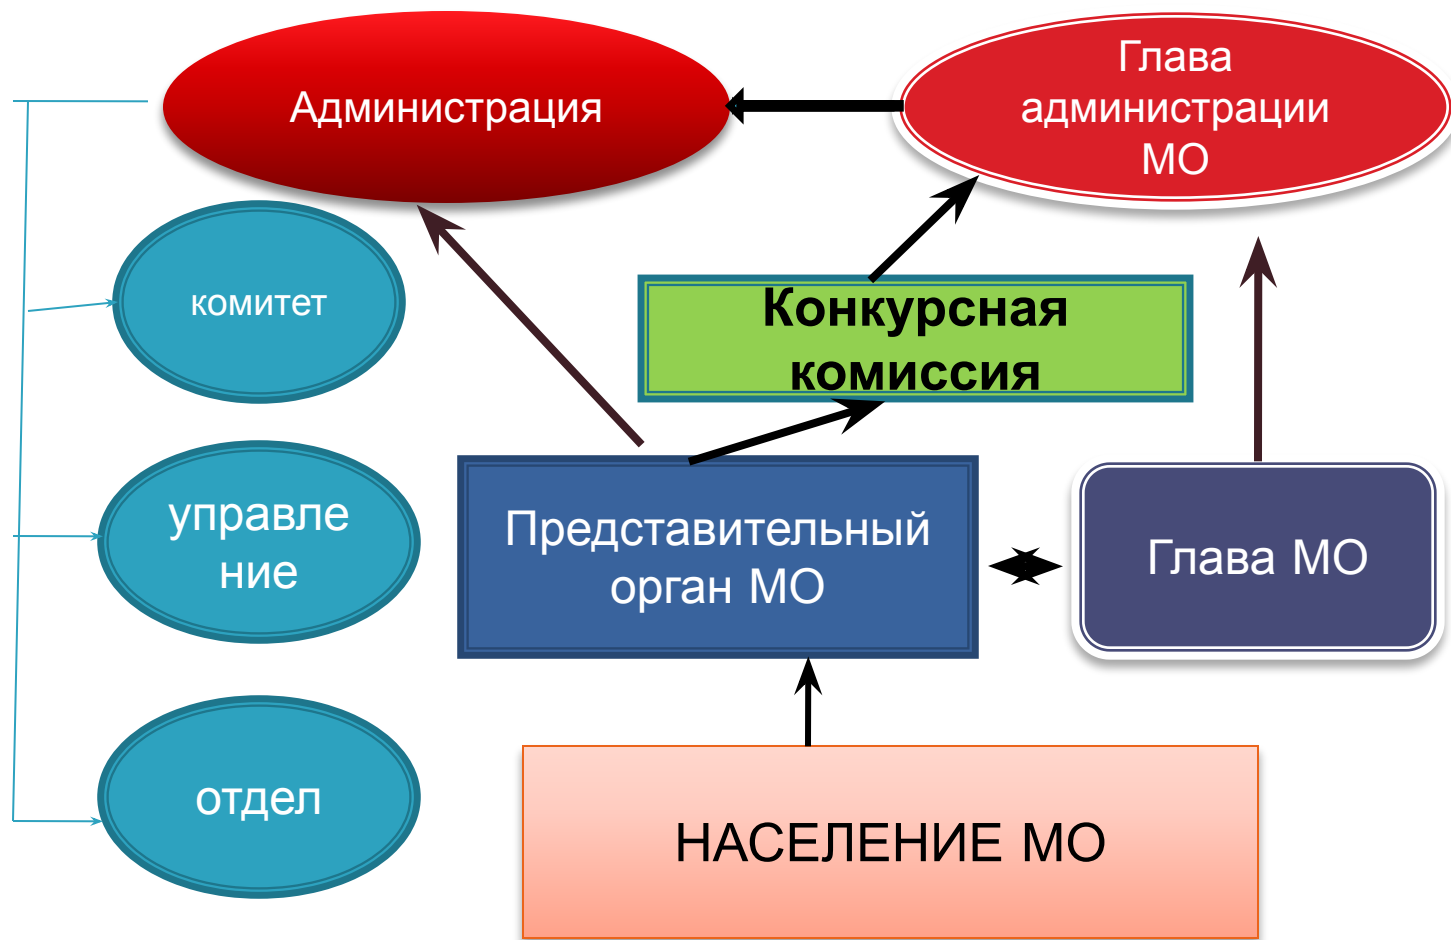 Администрация
Глава
администрации
МО
комитет
Конкурсная
комиссия
управле
ние
Представительный
орган МО
Глава МО
отдел
НАСЕЛЕНИЕ МО